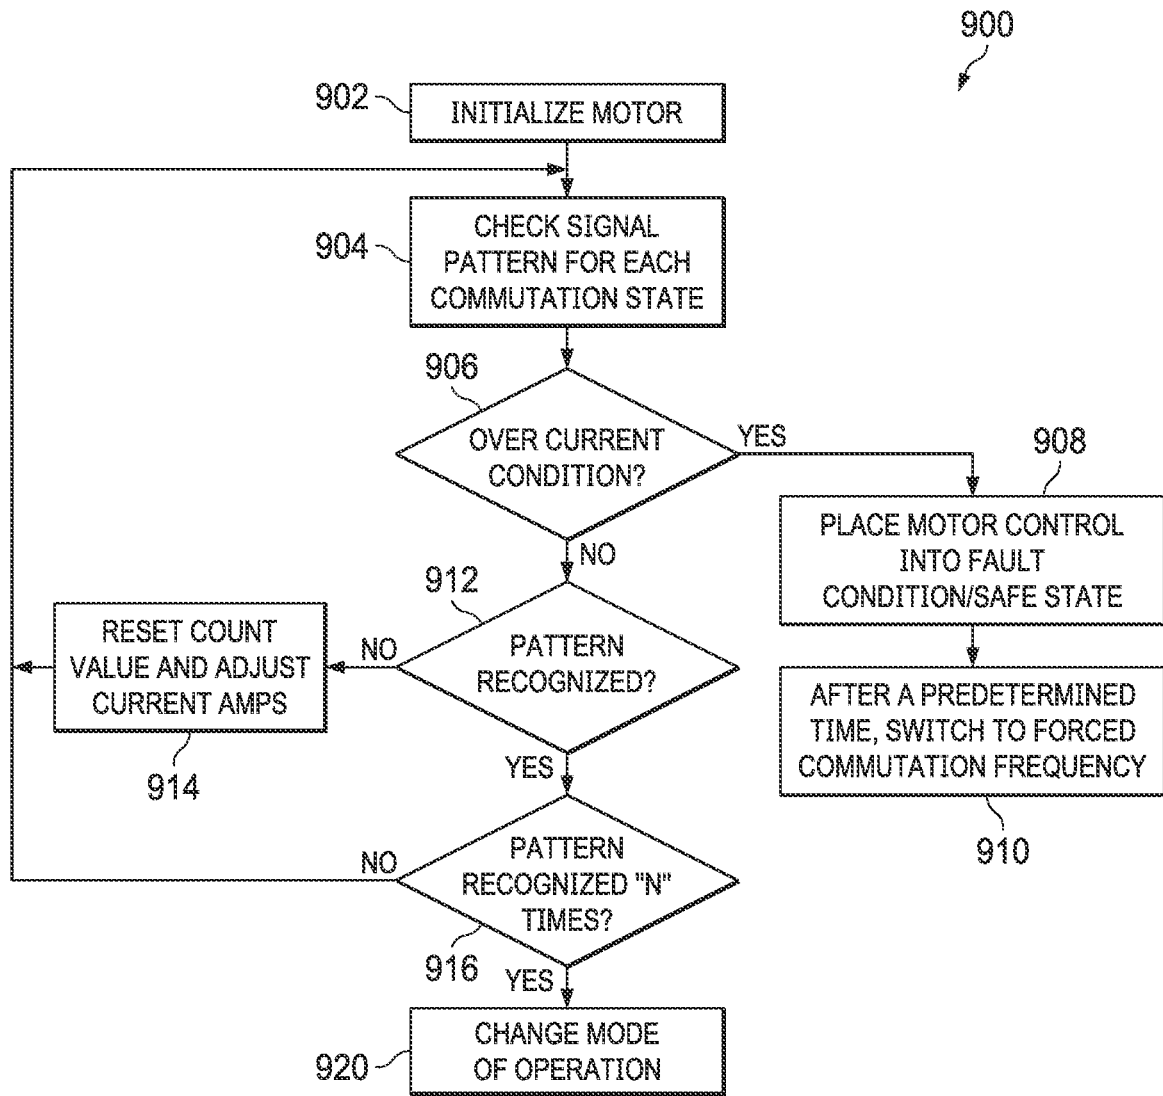 900
902
INITIALIZE MOTOR
904
CHECK SIGNAL
PATTERN FOR EACH
COMMUTATION STATE
906
OVER CURRENT
CONDITION?
YES
NO
908
PLACE MOTOR CONTROL
INTO FAULT
CONDITION/SAFE STATE
AFTER A PREDETERMINED
TIME, SWITCH TO FORCED
COMMUTATION FREQUENCY
910
912
PATTERN
RECOGNIZED?
NO
YES
RESET COUNT
VALUE AND ADJUST
CURRENT AMPS
914
PATTERN
RECOGNIZED "N"
TIMES?
916
NO
YES
CHANGE MODE
OF OPERATION
920